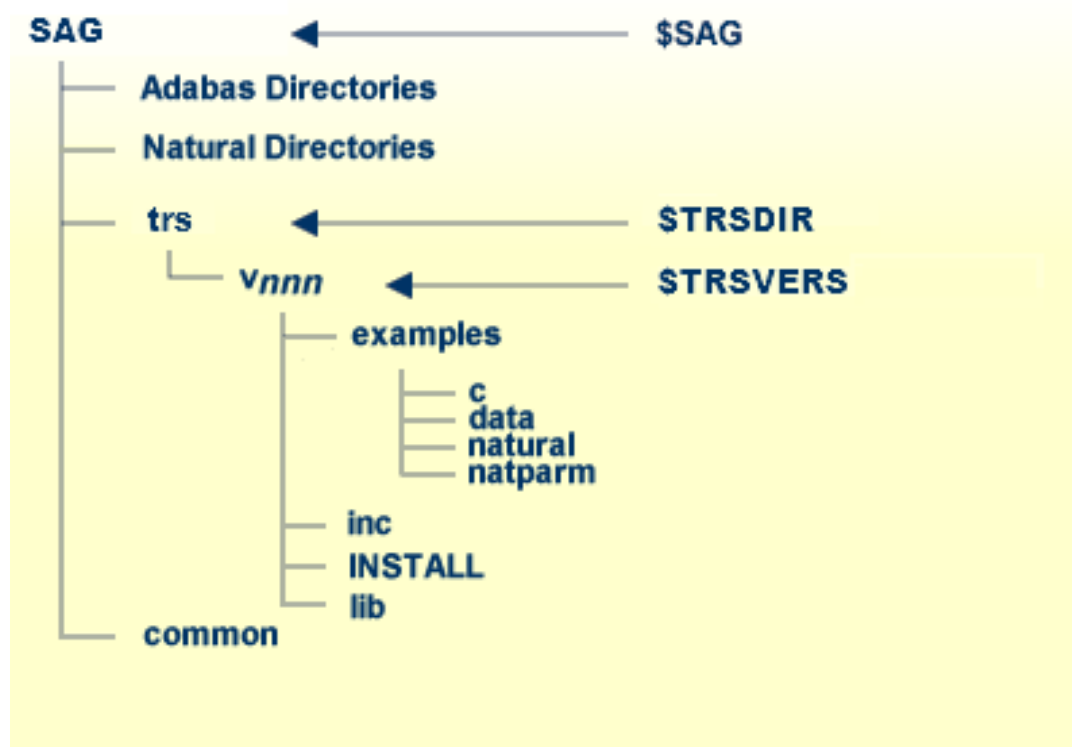 SAG $SAG
Adabas Directories
Natural Directories
trs $TRSDIR
vnnn $TRSVERS
examples
c
data
natural
natparm
inc
INSTALL
lib
common